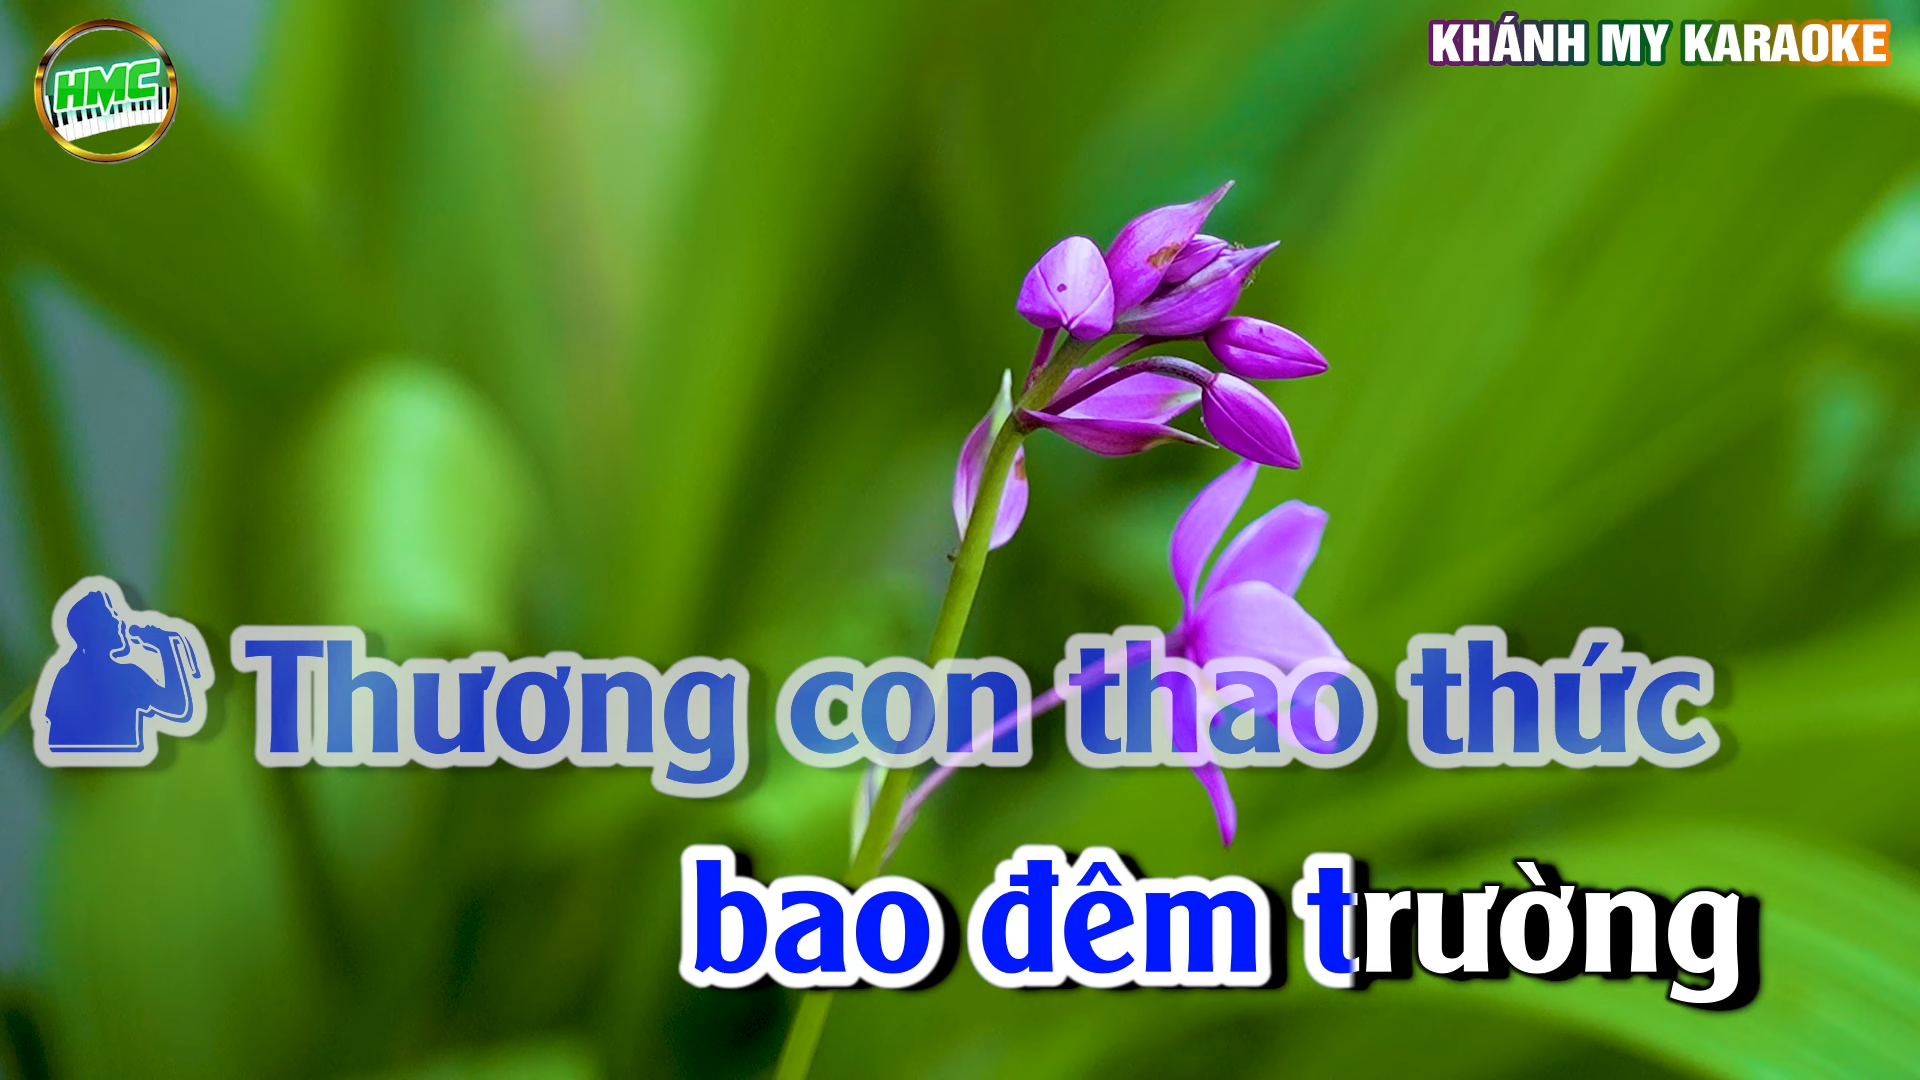 HMC
KHÁNH MY KARAOKE
Thương con thao thức
bao đêm trường